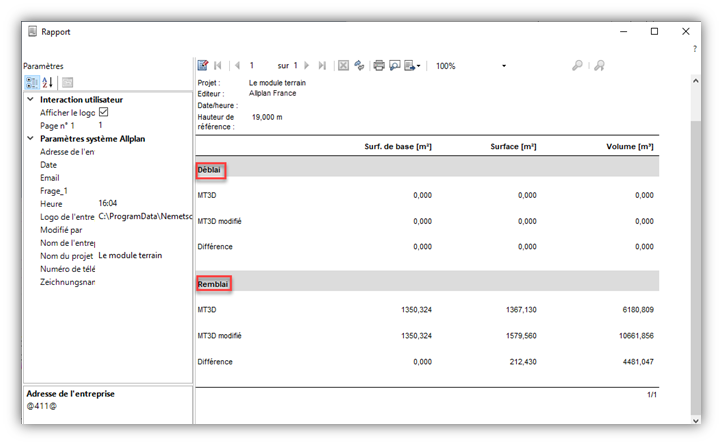 Rapport
?
Paramètres
1 sur 1 100%
Interaction utilisateur
Afficher le logo
Page n° 1 1
Paramètres système Allplan
Adresse de l'en
Date
Email
Frage_1
Heure 16:04
Logo de l'entre C:\ProgramData\Nemetsc
Modifié par
Nom de l'entre
Nom du projet Le module terrain
Numéro de télé
Zeichnungsnar
Adresse de l'entreprise
@411@
Projet : Le module terrain
Editeur : Allplan France
Date/heure :
Hauteur de référence : 19,000 m
Surf. de base [m²] Surface [m²] Volume [m³]
Déblai
MT3D 0,000 0,000 0,000
MT3D modifié 0,000 0,000 0,000
Différence 0,000 0,000 0,000
Remblai
MT3D 1350,324 1367,130 6180,809
MT3D modifié 1350,324 1579,560 10661,856
Différence 0,000 212,430 4481,047
1/1